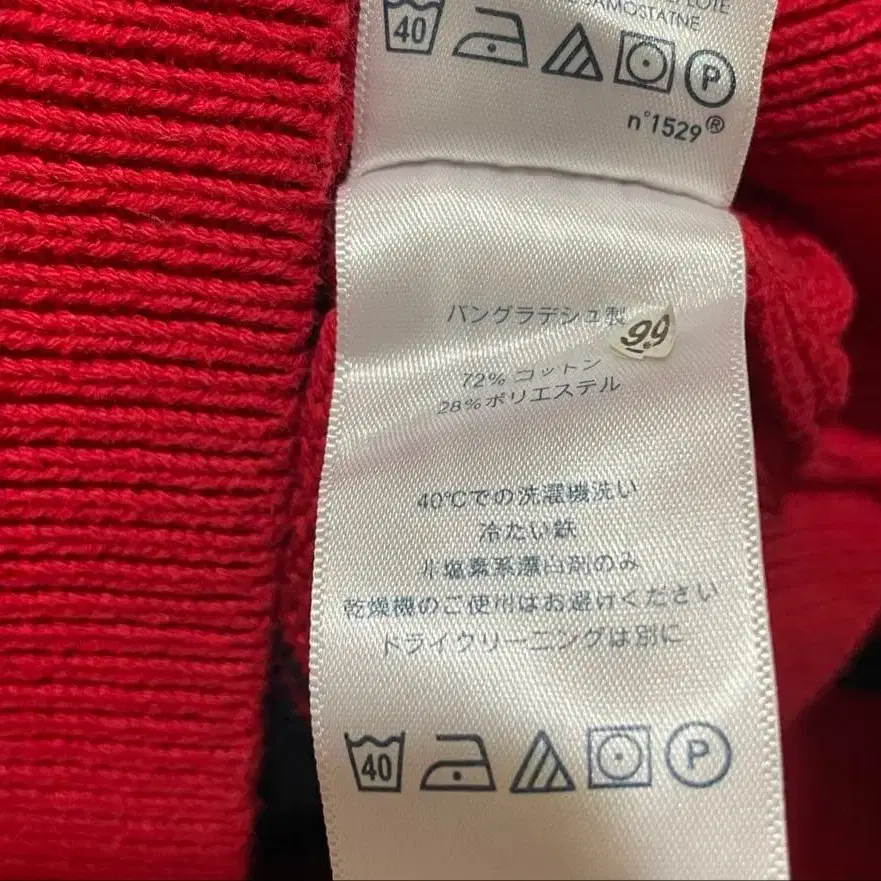 SAMOSTATNE
40
P
n°1529®
バングラデシュ製
99
72% コットン
28%ポリエステル
40℃での洗濯機洗い
冷たい鉄
非塩素系漂白剤のみ
乾燥機のご使用はお避けください
ドライクリーニングは別に
40
P